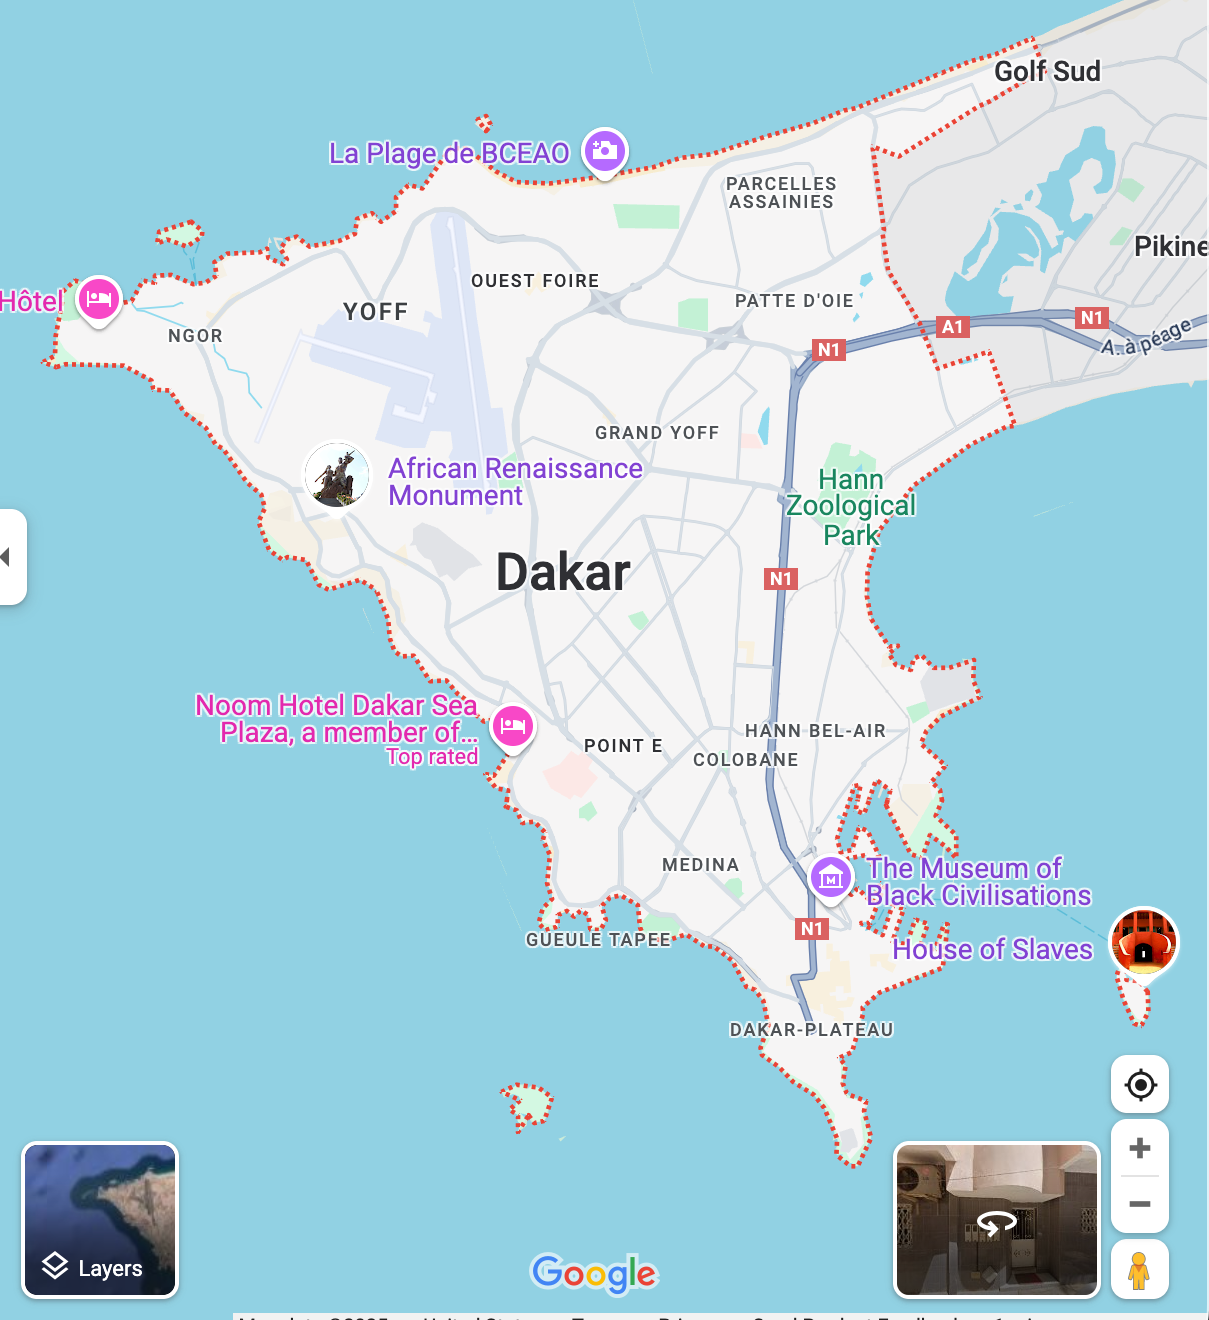 Golf Sud
La Plage de BCEAO
PARCELLES
ASSAINIES
Pikine
OUEST FOIRE
PATTE D'OIE
Hôtel
YOFF
NGOR
N1
A1
N1
A. à péage
GRAND YOFF
African Renaissance
Monument
Hann
Zoological
Park
Dakar
N1
Noom Hotel Dakar Sea
Plaza, a member of...
Top rated
POINT E
HANN BEL-AIR
COLOBANE
MEDINA
The Museum of
Black Civilisations
N1
GUEULE TAPEE
House of Slaves
DAKAR-PLATEAU
Layers
Google